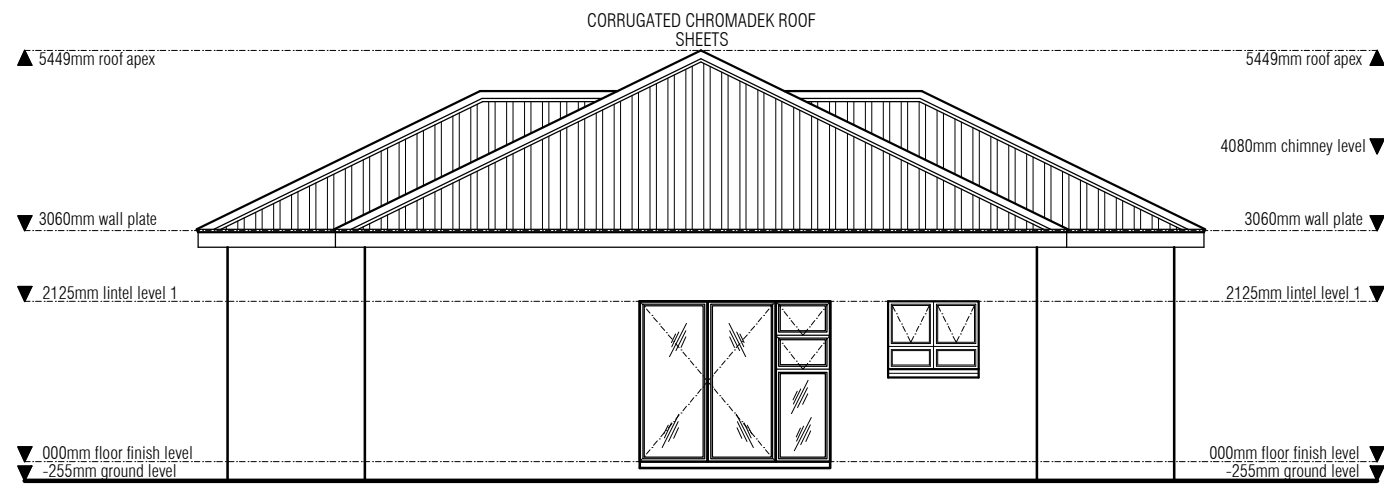 CORRUGATED CHROMADEK ROOF
SHEETS
5449mm roof apex
5449mm roof apex
4080mm chimney level
3060mm wall plate
3060mm wall plate
2125mm lintel level 1
2125mm lintel level 1
000mm floor finish level
000mm floor finish level
-255mm ground level
-255mm ground level